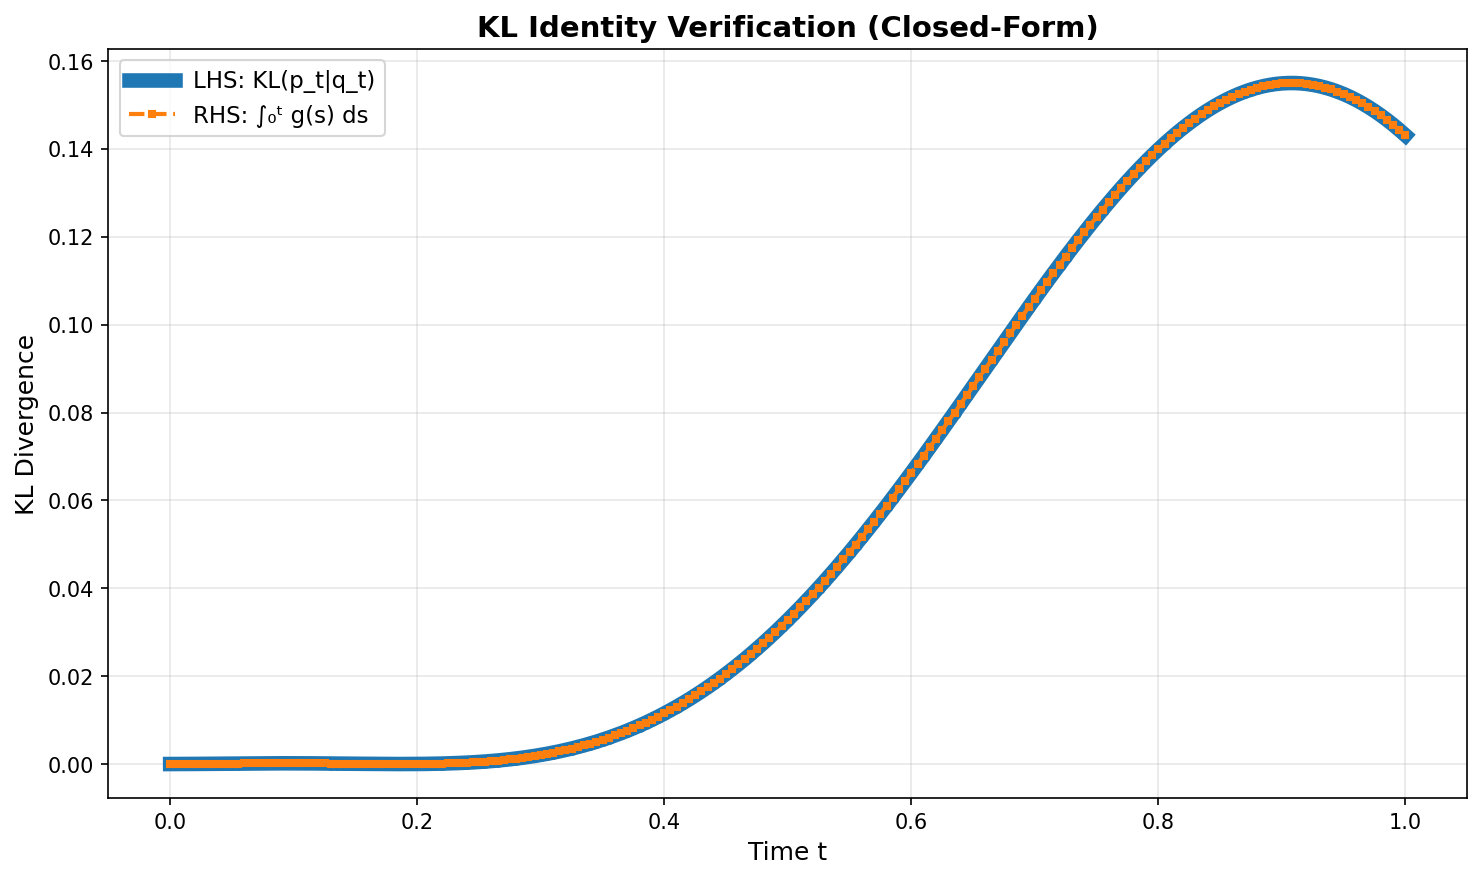 KL Identity Verification (Closed-Form)
LHS: KL(p_t|q_t)
RHS: ∫₀ᵗ g(s) ds
KL Divergence
0.16
0.14
0.12
0.10
0.08
0.06
0.04
0.02
0.00
0.0 0.2 0.4 0.6 0.8 1.0
Time t